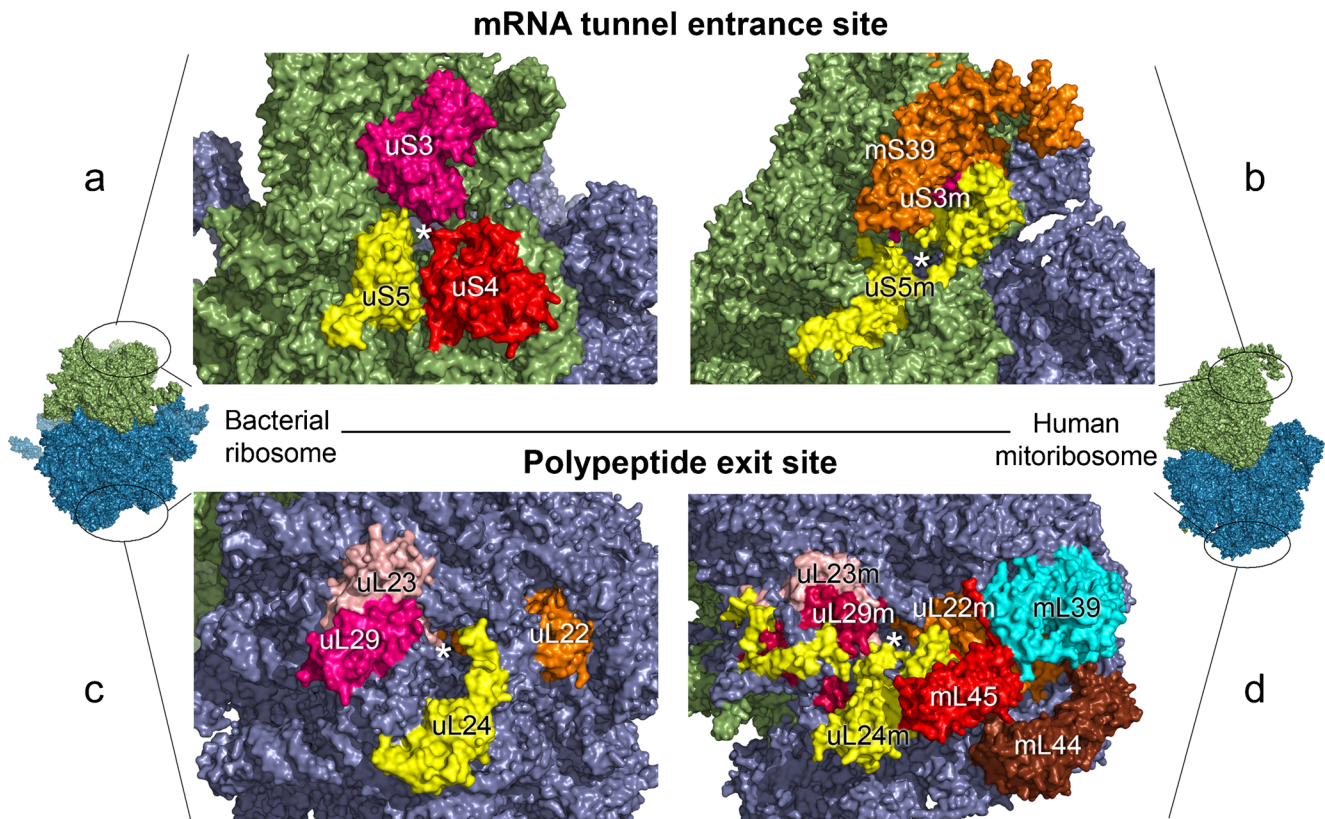 mRNA tunnel entrance site
a
uS3
*
uS5
uS4
b
mS39
uS3m
*
uS5m
Bacterial
ribosome
Human
mitoribosome
Polypeptide exit site
c
uL23
uL29
uL22
*
uL24
d
uL23m
uL29m
uL22m
mL39
*
mL45
uL24m
mL44